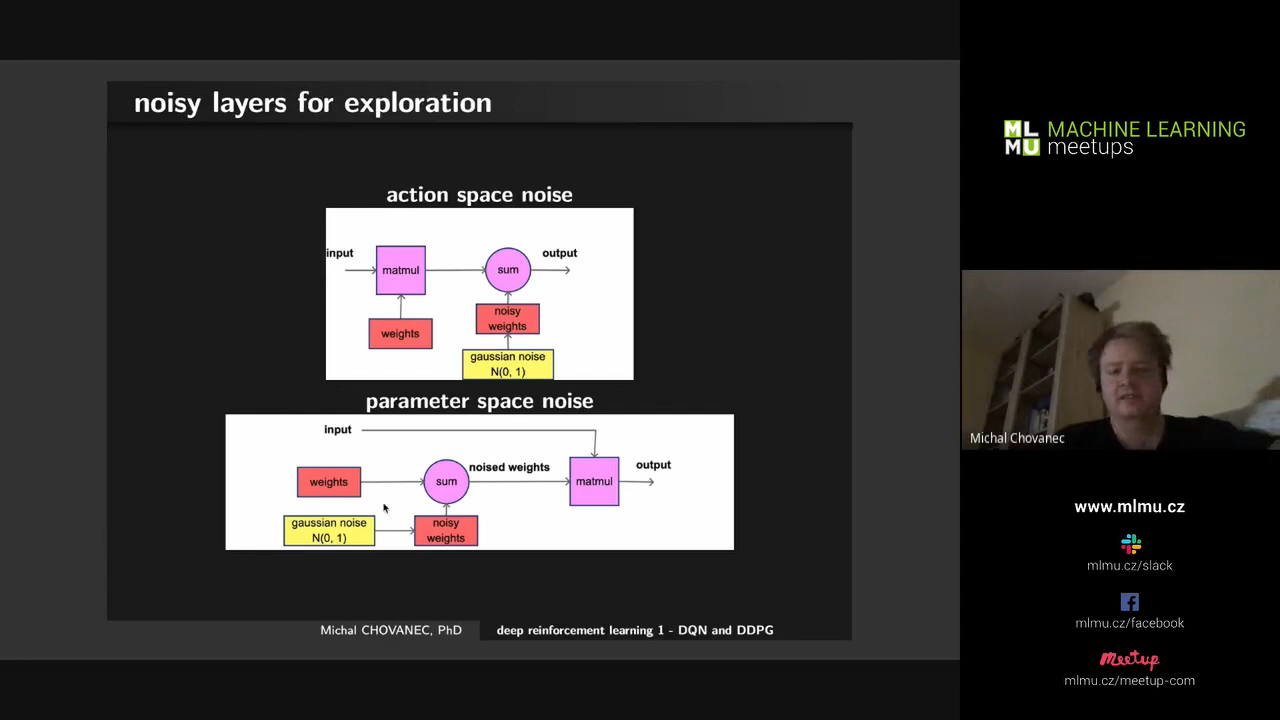 noisy layers for exploration
action space noise
input
matmul
sum
output
weights
noisy
weights
gaussian noise
N(0, 1)
parameter space noise
input
weights
sum
noised weights
matmul
output
gaussian noise
N(0, 1)
noisy
weights
Michal CHOVANEC, PhD
deep reinforcement learning 1 - DQN and DDPG
ML
MU
MACHINE LEARNING
meetups
Michal Chovanec
www.mlmu.cz
mlmu.cz/slack
mlmu.cz/facebook
meetup
mlmu.cz/meetup-com